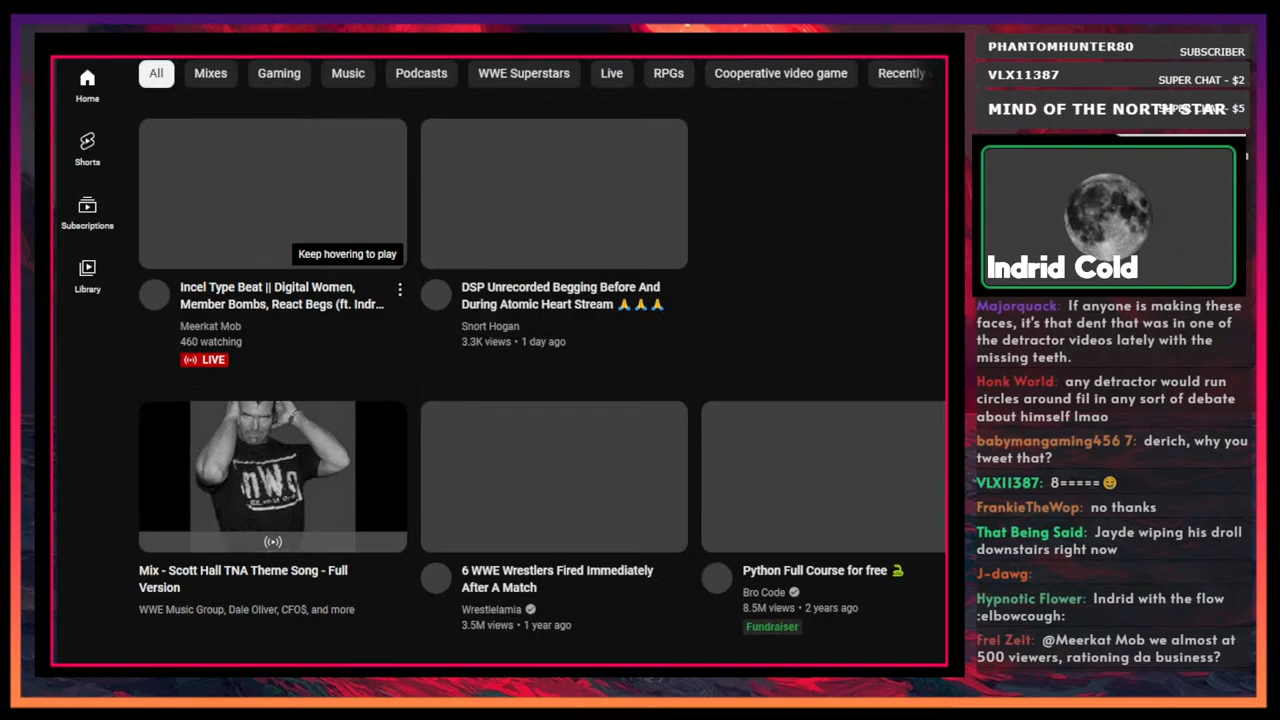 Home
Shorts
Subscriptions
Library
All
Mixes
Gaming
Music
Podcasts
WWE Superstars
Live
RPGs
Cooperative video game
Recently
Keep hovering to play
Incel Type Beat || Digital Women,
Member Bombs, React Begs (ft. Indr...
Meerkat Mob
460 watching
LIVE
DSP Unrecorded Begging Before And
During Atomic Heart Stream 🙏🙏🙏
Snort Hogan
3.3K views • 1 day ago
nWo
Mix - Scott Hall TNA Theme Song - Full
Version
WWE Music Group, Dale Oliver, CFO$, and more
6 WWE Wrestlers Fired Immediately
After A Match
Wrestlelamia
3.5M views • 1 year ago
Python Full Course for free 🐍
Bro Code
8.5M views • 2 years ago
Fundraiser
PHANTOMHUNTER80
SUBSCRIBER
VLX11387
SUPER CHAT - $2
MIND OF THE NORTH STAR
SUPER CHAT - $5
Indrid Cold
Majorquack: If anyone is making these
faces, it's that dent that was in one of
the detractor videos lately with the
missing teeth.
Honk World: any detractor would run
circles around fil in any sort of debate
about himself lmao
babymangaming456 7: derich, why you
tweet that?
VLX11387: 8===== 😊
FrankieTheWop: no thanks
That Being Said: Jayde wiping his droll
downstairs right now
J-dawg:
Hypnotic Flower: Indrid with the flow
:elbowcough:
Frei Zeit: @Meerkat Mob we almost at
500 viewers, rationing da business?